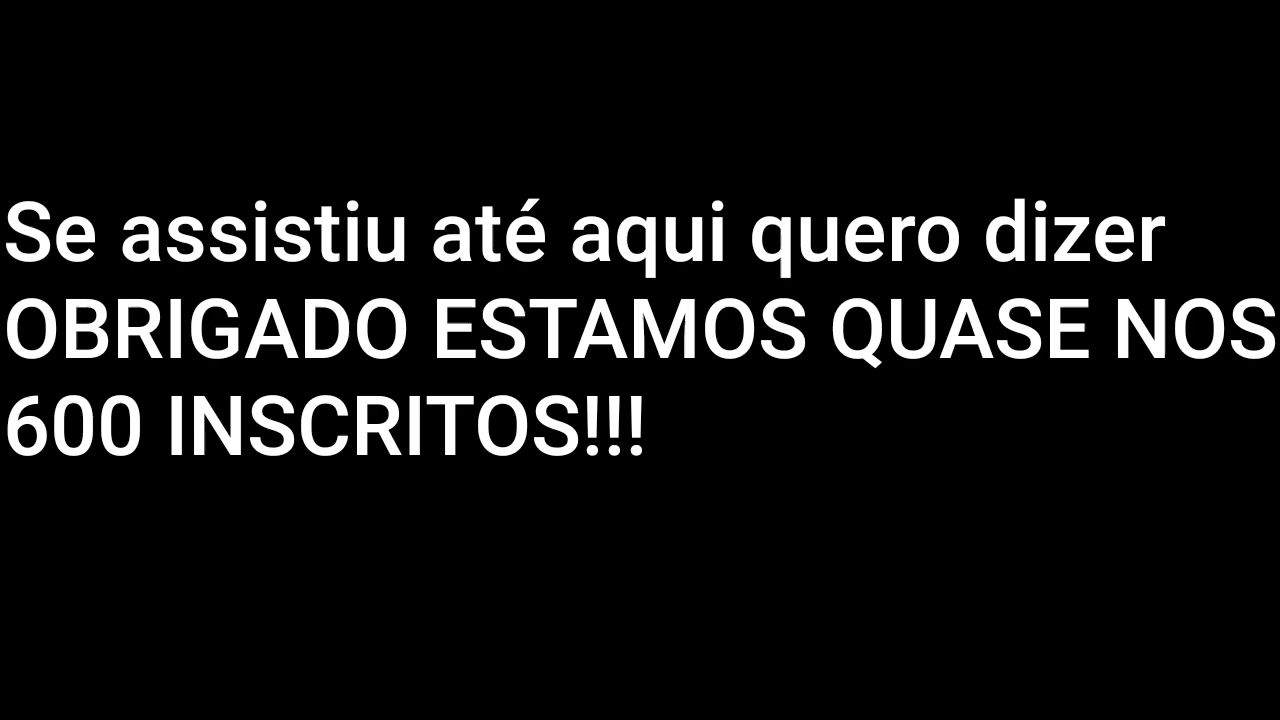 Se assistiu até aqui quero dizer
OBRIGADO ESTAMOS QUASE NOS
600 INSCRITOS!!!